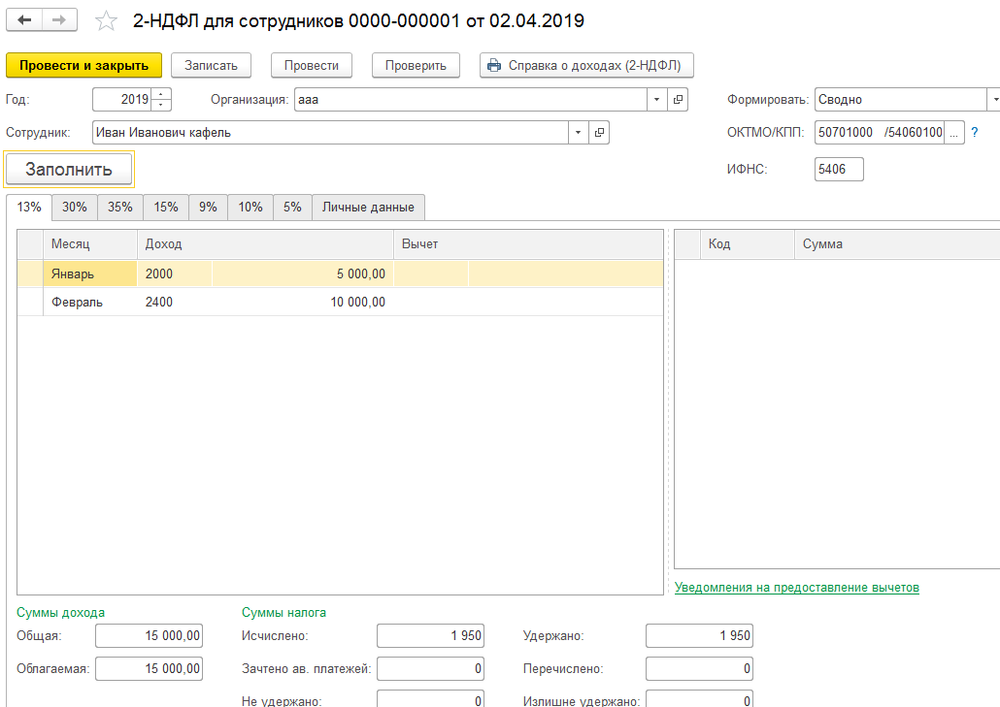 2-НДФЛ для сотрудников 0000-000001 от 02.04.2019
Провести и закрыть Записать Провести Проверить Справка о доходах (2-НДФЛ)
Год: 2019 Организация: ааа Формировать: Сводно
Сотрудник: Иван Иванович кафель ОКТМО/КПП: 50701000 /54060100 ... ?
Заполнить ИФНС: 5406
13% 30% 35% 15% 9% 10% 5% Личные данные
Месяц Доход Вычет Код Сумма
Январь 2000 5 000,00
Февраль 2400 10 000,00
Уведомления на предоставление вычетов
Суммы дохода Суммы налога
Общая: 15 000,00 Исчислено: 1 950 Удержано: 1 950
Облагаемая: 15 000,00 Зачтено ав. платежей: 0 Перечислено: 0
Не удержано: 0 Излишне удержано: 0